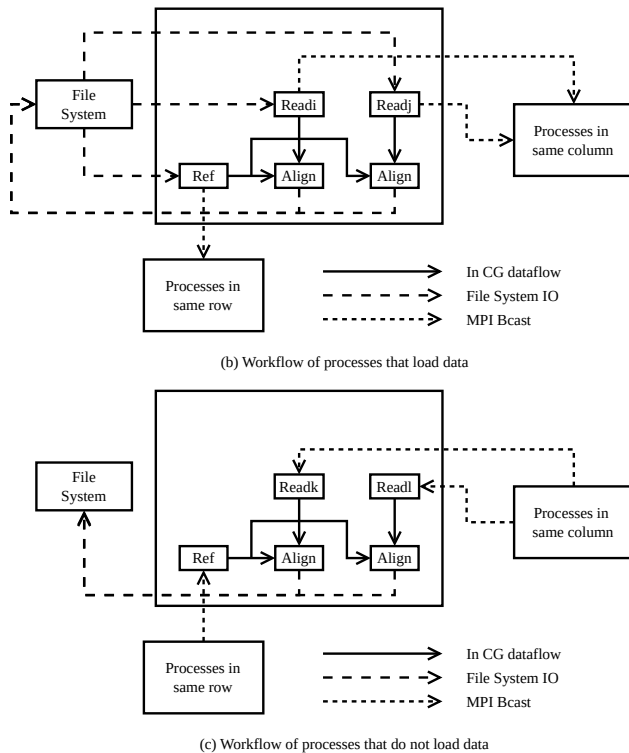 File
System
Readi
Readj
Processes in
same column
Ref
Align
Align
Processes in
same row
In CG dataflow
File System IO
MPI Bcast
(b) Workflow of processes that load data
File
System
Readk
Readl
Processes in
same column
Ref
Align
Align
Processes in
same row
In CG dataflow
File System IO
MPI Bcast
(c) Workflow of processes that do not load data